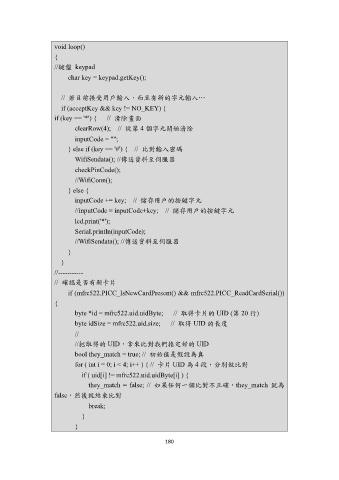 void loop()
{
//鍵盤 keypad
char key = keypad.getKey();
// 若目前接受用戶輸入，而且有新的字元輸入…
if (acceptKey && key != NO_KEY) {
if (key == '*') { // 清除畫面
clearRow(4); // 從第 4 個字元開始清除
inputCode = "";
} else if (key == '#') { // 比對輸入密碼
WifiSendata(); //傳送資料至伺服器
checkPinCode();
//WifiConn();
} else {
inputCode += key; // 儲存用戶的按鍵字元
//inputCode = inputCode+key; // 儲存用戶的按鍵字元
lcd.print('*');
Serial.println(inputCode);
//WifiSendata(); //傳送資料至伺服器
}
}
//-----------
// 確認是否有新卡片
if (mfrc522.PICC_IsNewCardPresent() && mfrc522.PICC_ReadCardSerial())
{
byte *id = mfrc522.uid.uidByte; // 取得卡片的 UID (第 20 行)
byte idSize = mfrc522.uid.size; // 取得 UID 的長度
//
//把取得的 UID，拿來比對我們指定好的 UID
bool they_match = true; // 初始值是假設為真
for ( int i = 0; i < 4; i++ ) { // 卡片 UID 為 4 段，分別做比對
if ( uid[i] != mfrc522.uid.uidByte[i] ) {
they_match = false; // 如果任何一個比對不正確，they_match 就為
false，然後就結束比對
break;
}
}
180